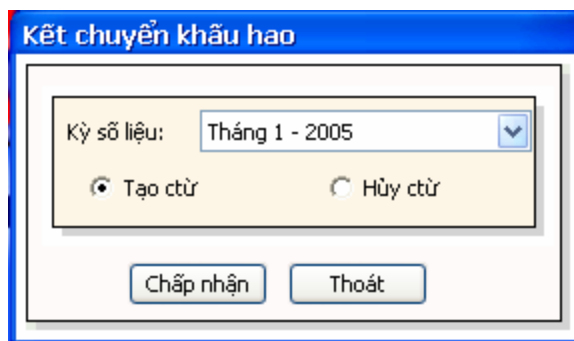 Kết chuyển khấu hao
Kỳ số liệu: Tháng 1 - 2005
Tạo ctừ Hủy ctừ
Chấp nhận Thoát